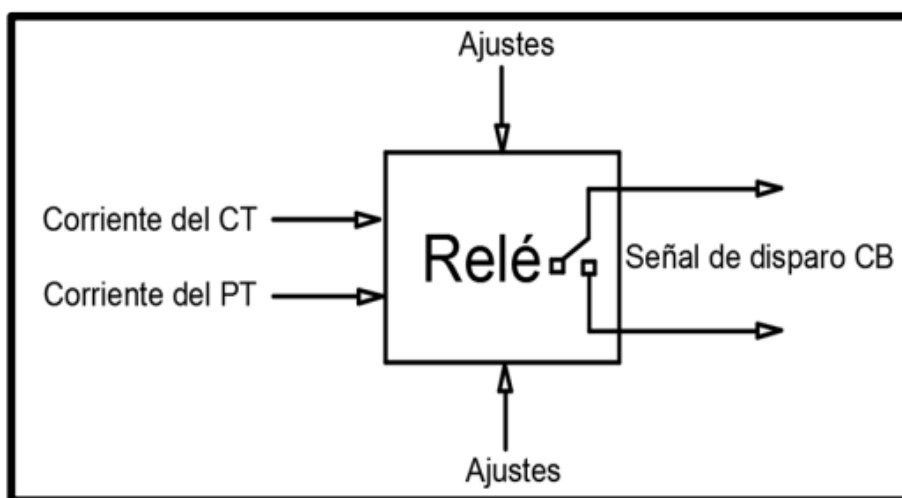 Ajustes
Corriente del CT
Relé
Señal de disparo CB
Corriente del PT
Ajustes